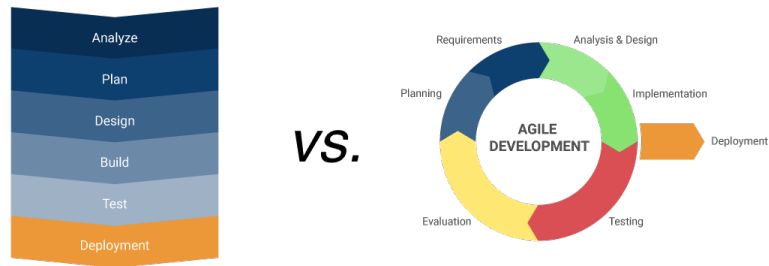 Analyze
Plan
Design
Build
Test
Deployment
vs.
Requirements
Analysis & Design
Planning
Implementation
AGILE
DEVELOPMENT
Deployment
Evaluation
Testing